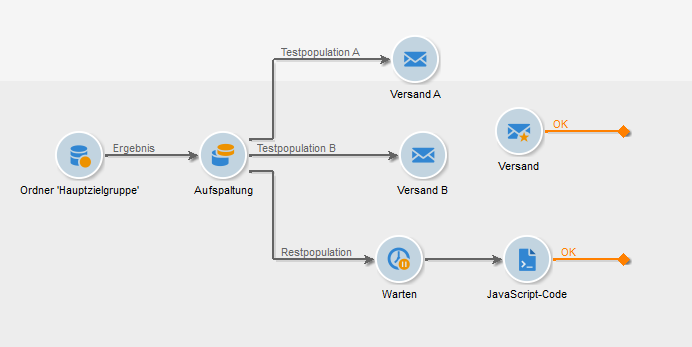 Testpopulation A
Versand A
Ergebnis
Testpopulation B
OK
Ordner 'Hauptzielgruppe'
Aufspaltung
Versand B
Versand
Restpopulation
OK
Warten
JavaScript-Code